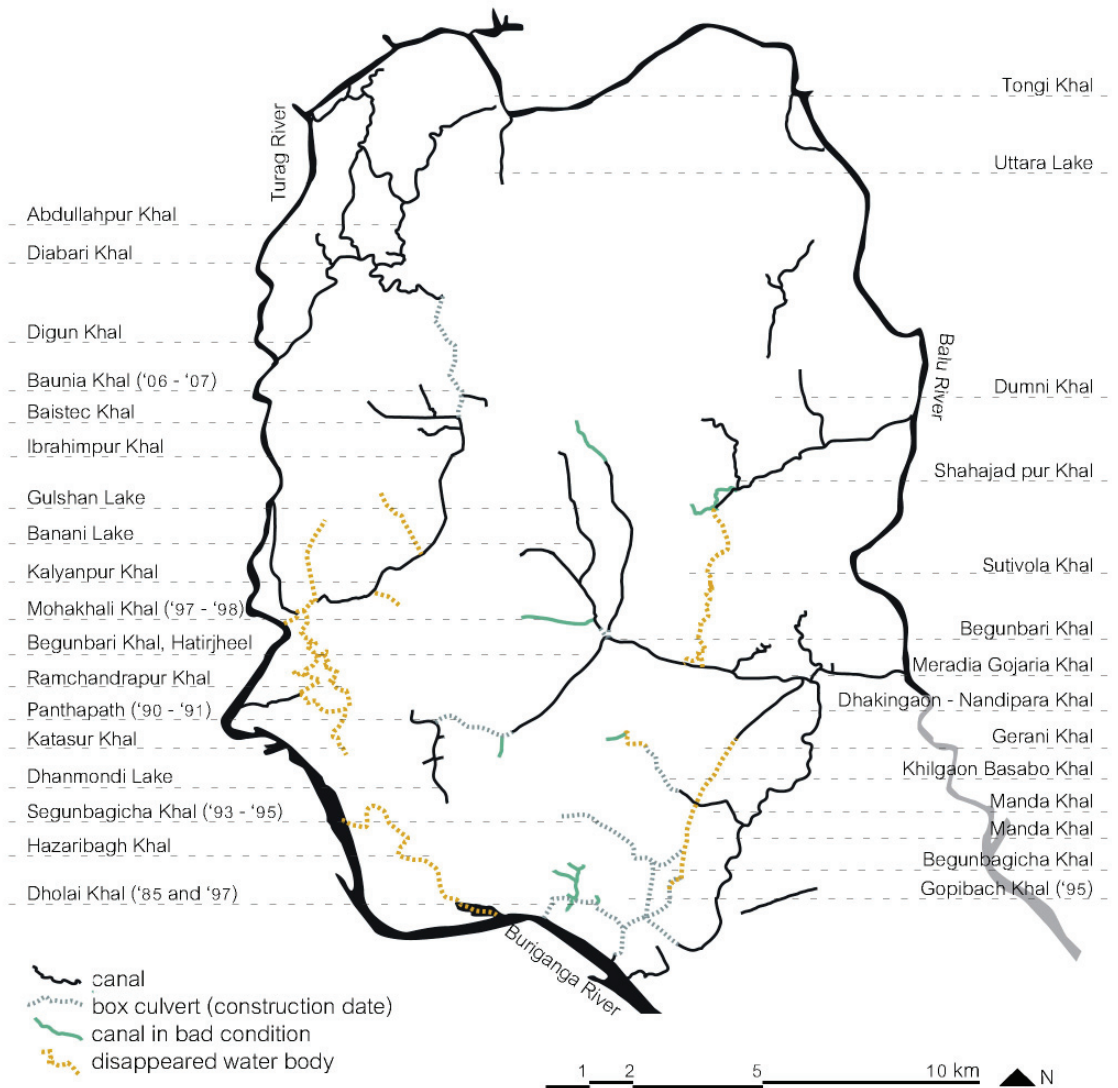 Tongi Khal
Uttara Lake
Turag River
Abdullahpur Khal
Diabari Khal
Digun Khal
Baunia Khal (‘06 - ‘07)
Baistec Khal
Ibrahimpur Khal
Gulshan Lake
Banani Lake
Kalyanpur Khal
Mohakhali Khal (‘97 - ‘98)
Begunbari Khal, Hatirjheel
Ramchandrapur Khal
Panthapath (‘90 - ‘91)
Katasur Khal
Dhanmondi Lake
Segunbagicha Khal (‘93 - ‘95)
Hazaribagh Khal
Dholai Khal (‘85 and ‘97)
Balu River
Dumni Khal
Shahajad pur Khal
Sutivola Khal
Begunbari Khal
Meradia Gojaria Khal
Dhakingaon - Nandipara Khal
Gerani Khal
Khilgaon Basabo Khal
Manda Khal
Manda Khal
Begunbagicha Khal
Gopibach Khal (‘95)
Buriganga River
canal
box culvert (construction date)
canal in bad condition
disappeared water body
1 2 5 10 km
N